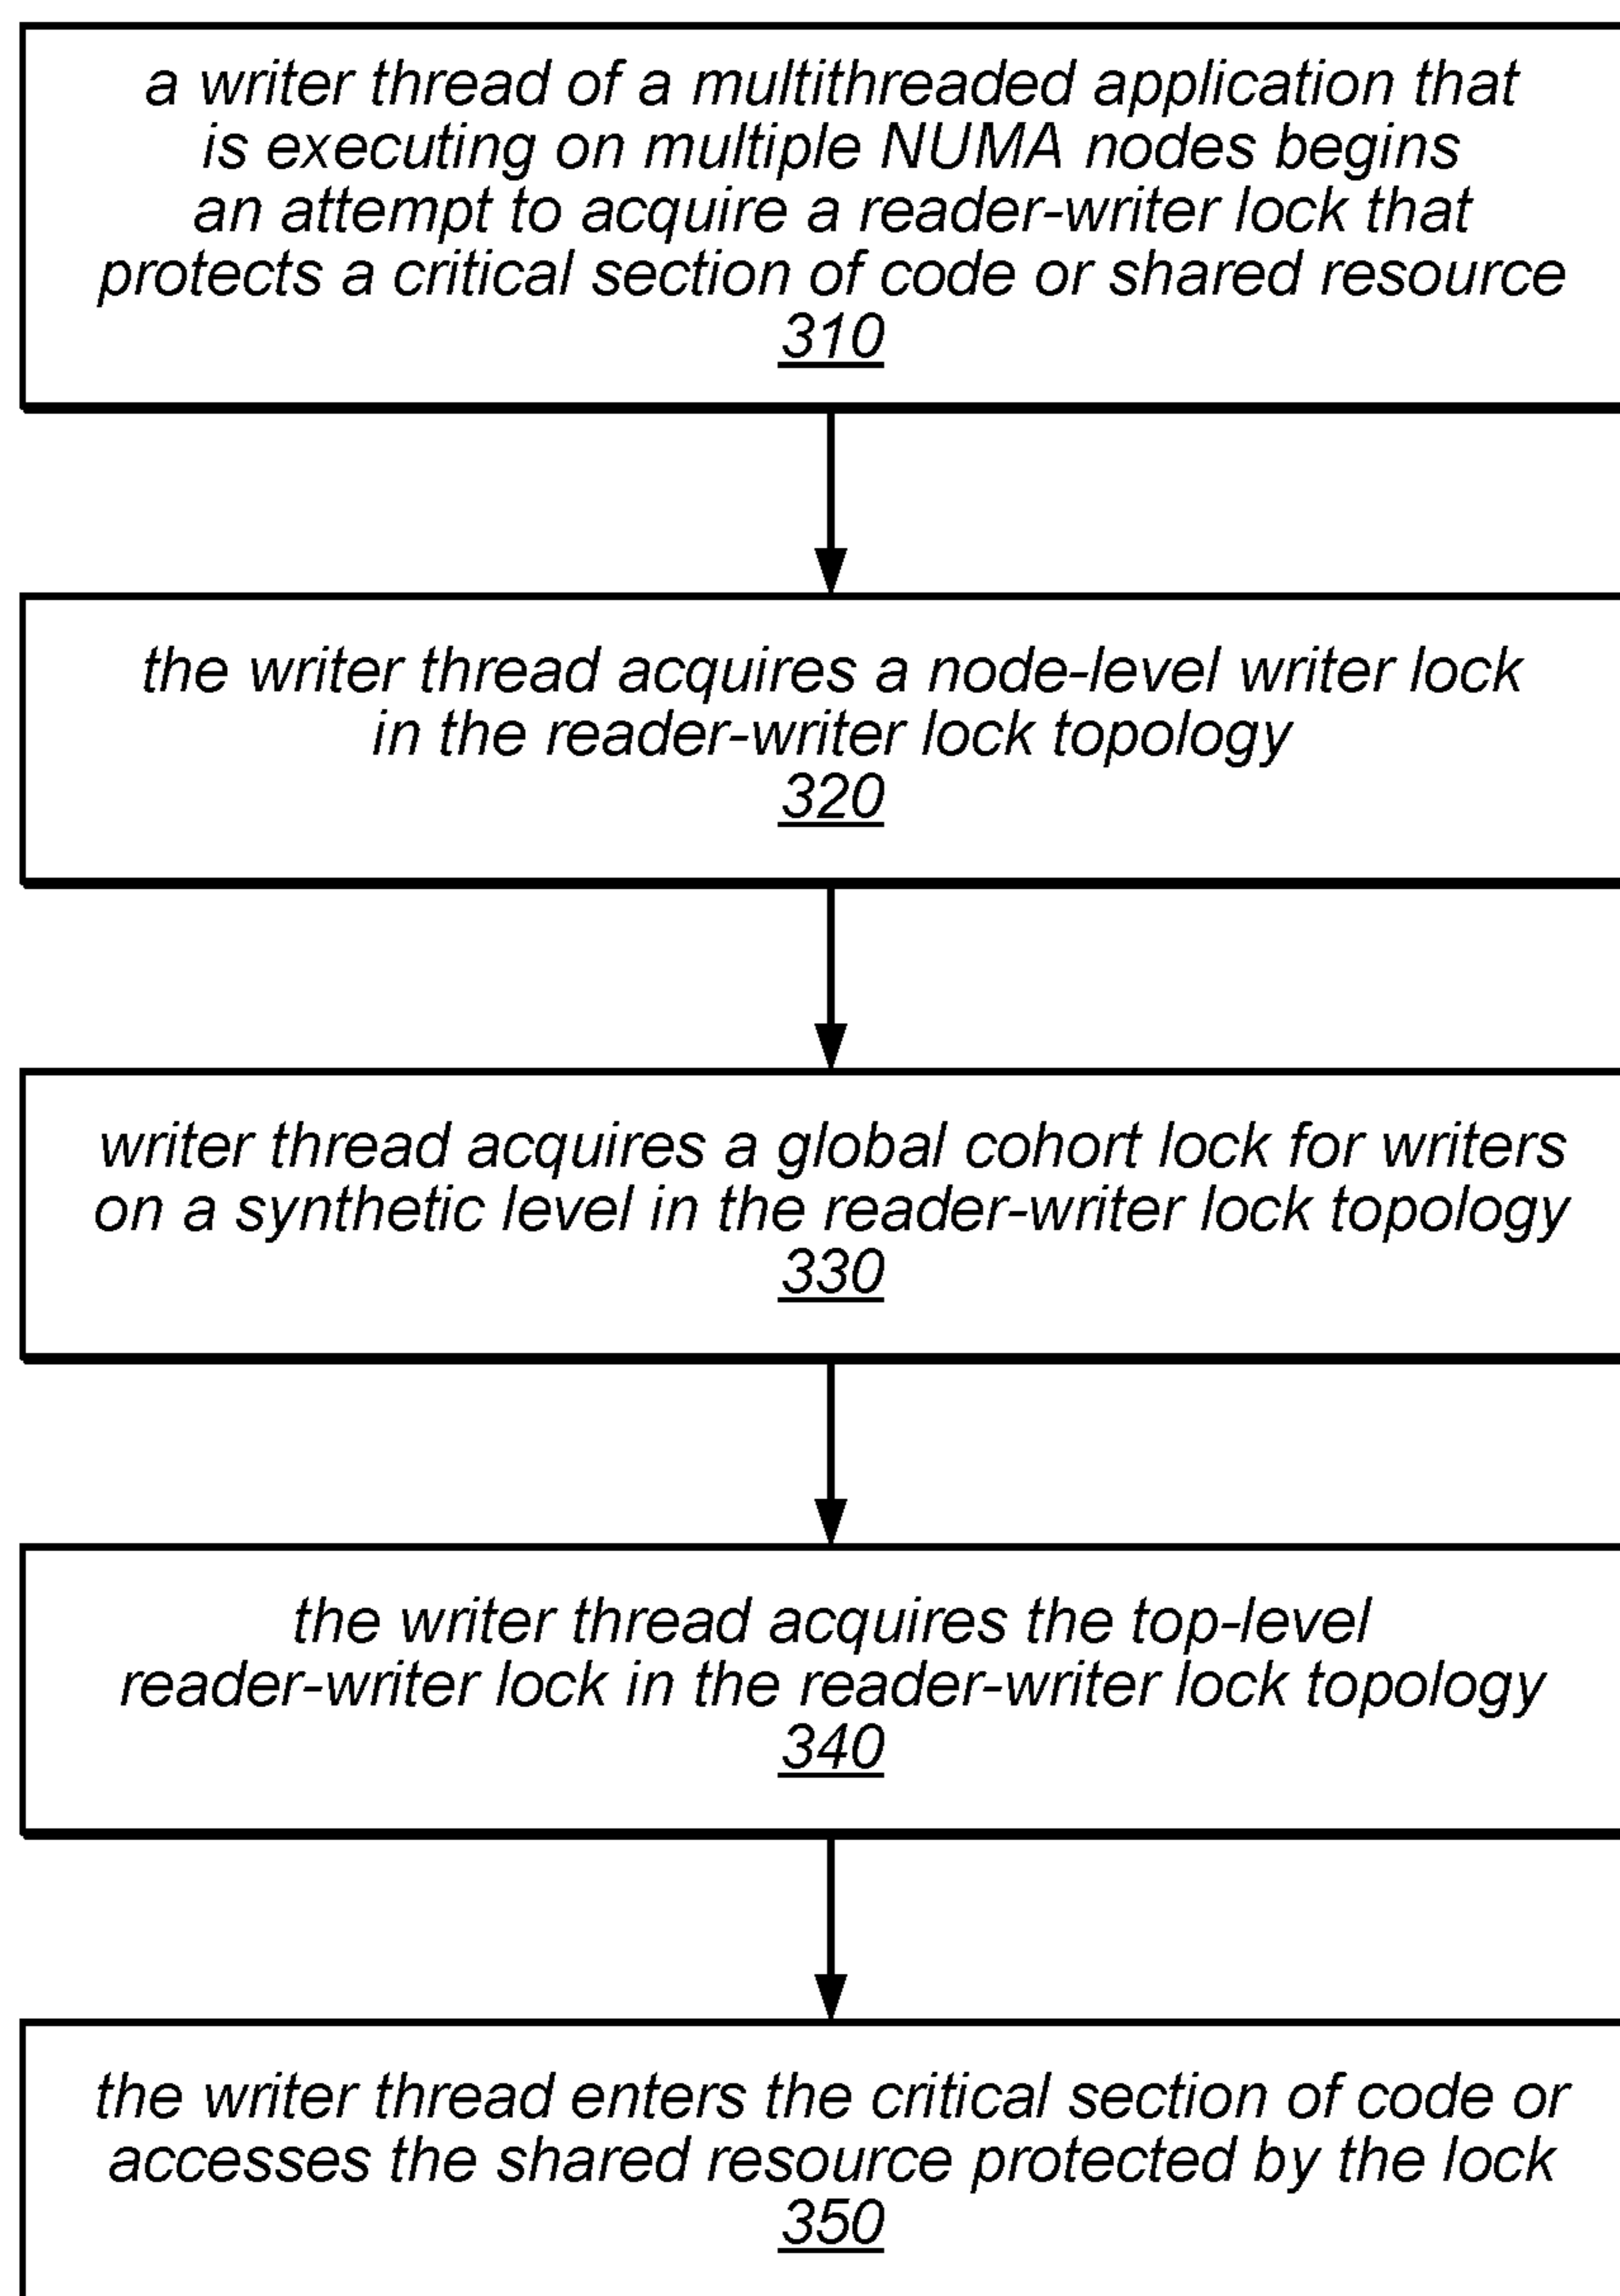 a writer thread of a multithreaded application that
is executing on multiple NUMA nodes begins
an attempt to acquire a reader-writer lock that
protects a critical section of code or shared resource
310
the writer thread acquires a node-level writer lock
in the reader-writer lock topology
320
writer thread acquires a global cohort lock for writers
on a synthetic level in the reader-writer lock topology
330
the writer thread acquires the top-level
reader-writer lock in the reader-writer lock topology
340
the writer thread enters the critical section of code or
accesses the shared resource protected by the lock
350